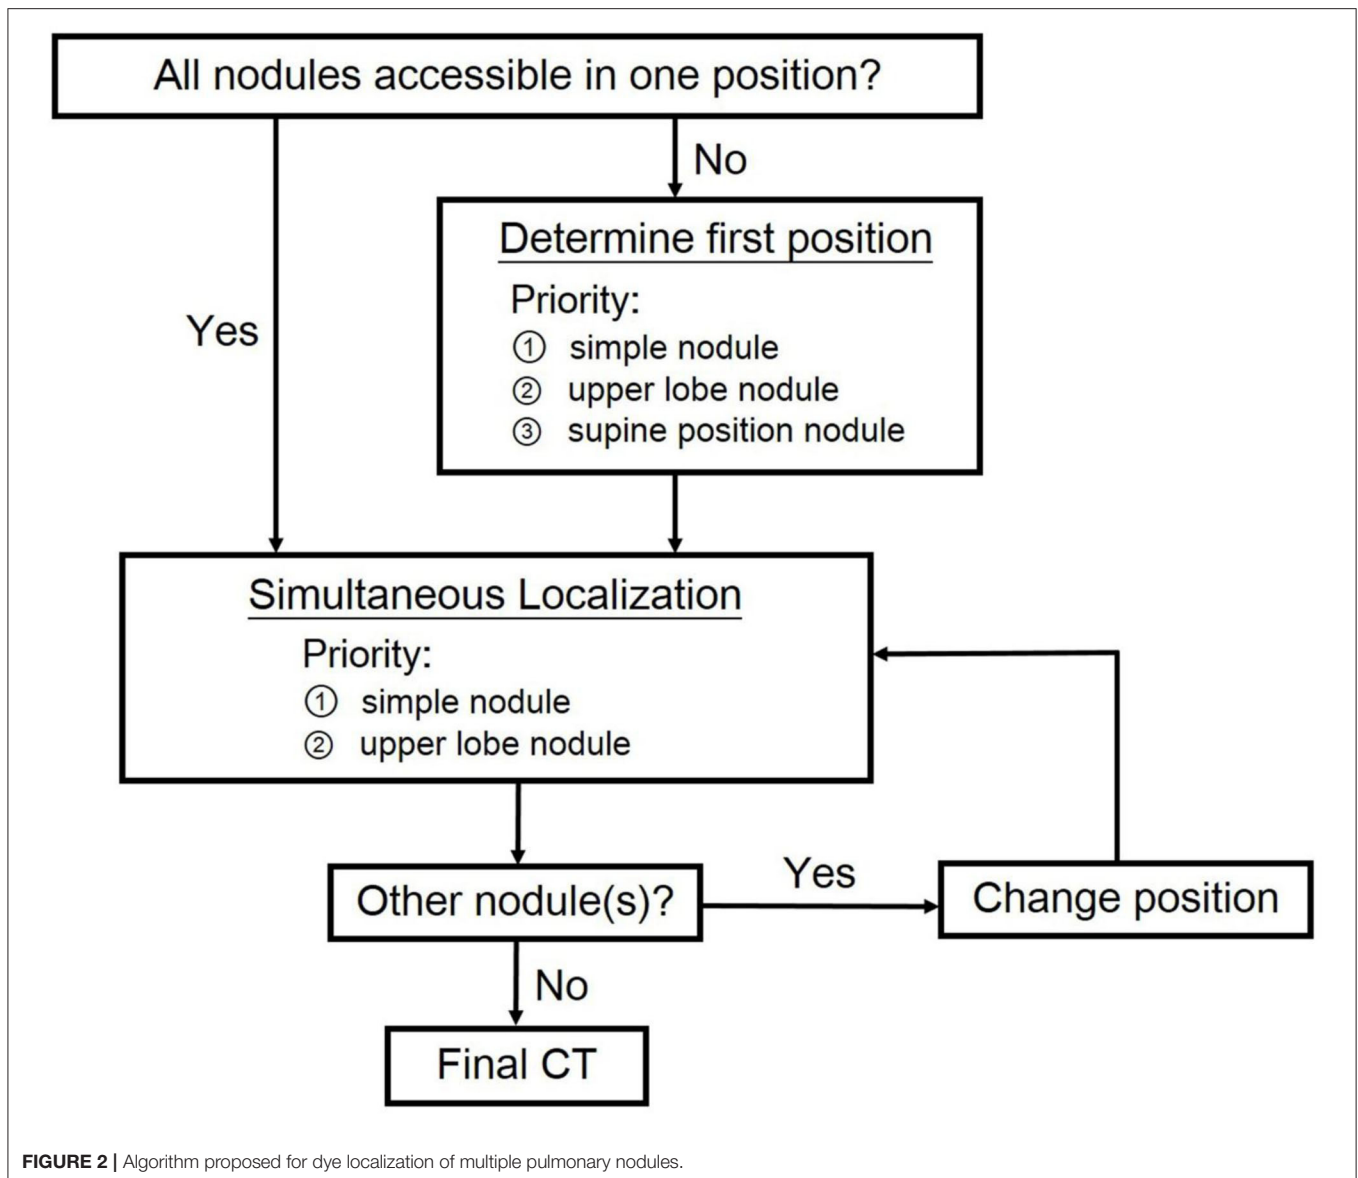 All nodules accessible in one position?
No
Determine first position
Priority:
① simple nodule
② upper lobe nodule
③ supine position nodule
Yes
Simultaneous Localization
Priority:
① simple nodule
② upper lobe nodule
Other nodule(s)?
Yes
Change position
No
Final CT
FIGURE 2 | Algorithm proposed for dye localization of multiple pulmonary nodules.